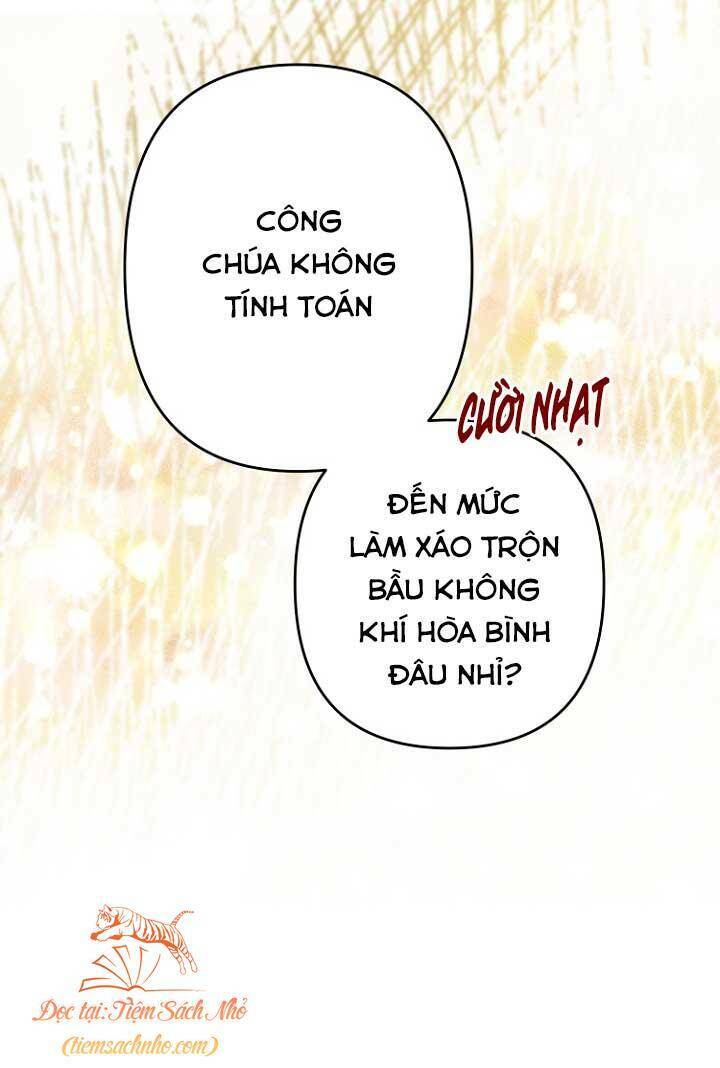 CÔNG
CHÚA KHÔNG
TÍNH TOÁN
CƯỜI NHẠT
ĐẾN MỨC
LÀM XÁO TRỘN
BẦU KHÔNG
KHÍ HÒA BÌNH
ĐÂU NHỈ?
Đọc tại: Tiệm Sách Nhỏ
(tiemsachnho.com)